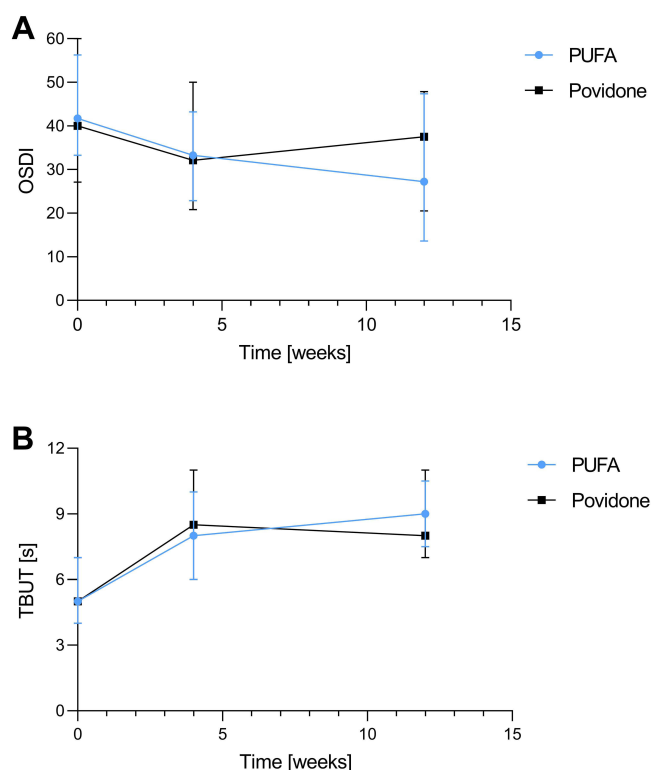 A
60
50
40
30
20
10
0
OSDI
0 5 10 15
Time [weeks]
PUFA
Povidone
B
12
9
6
3
0
TBUT [s]
0 5 10 15
Time [weeks]
PUFA
Povidone